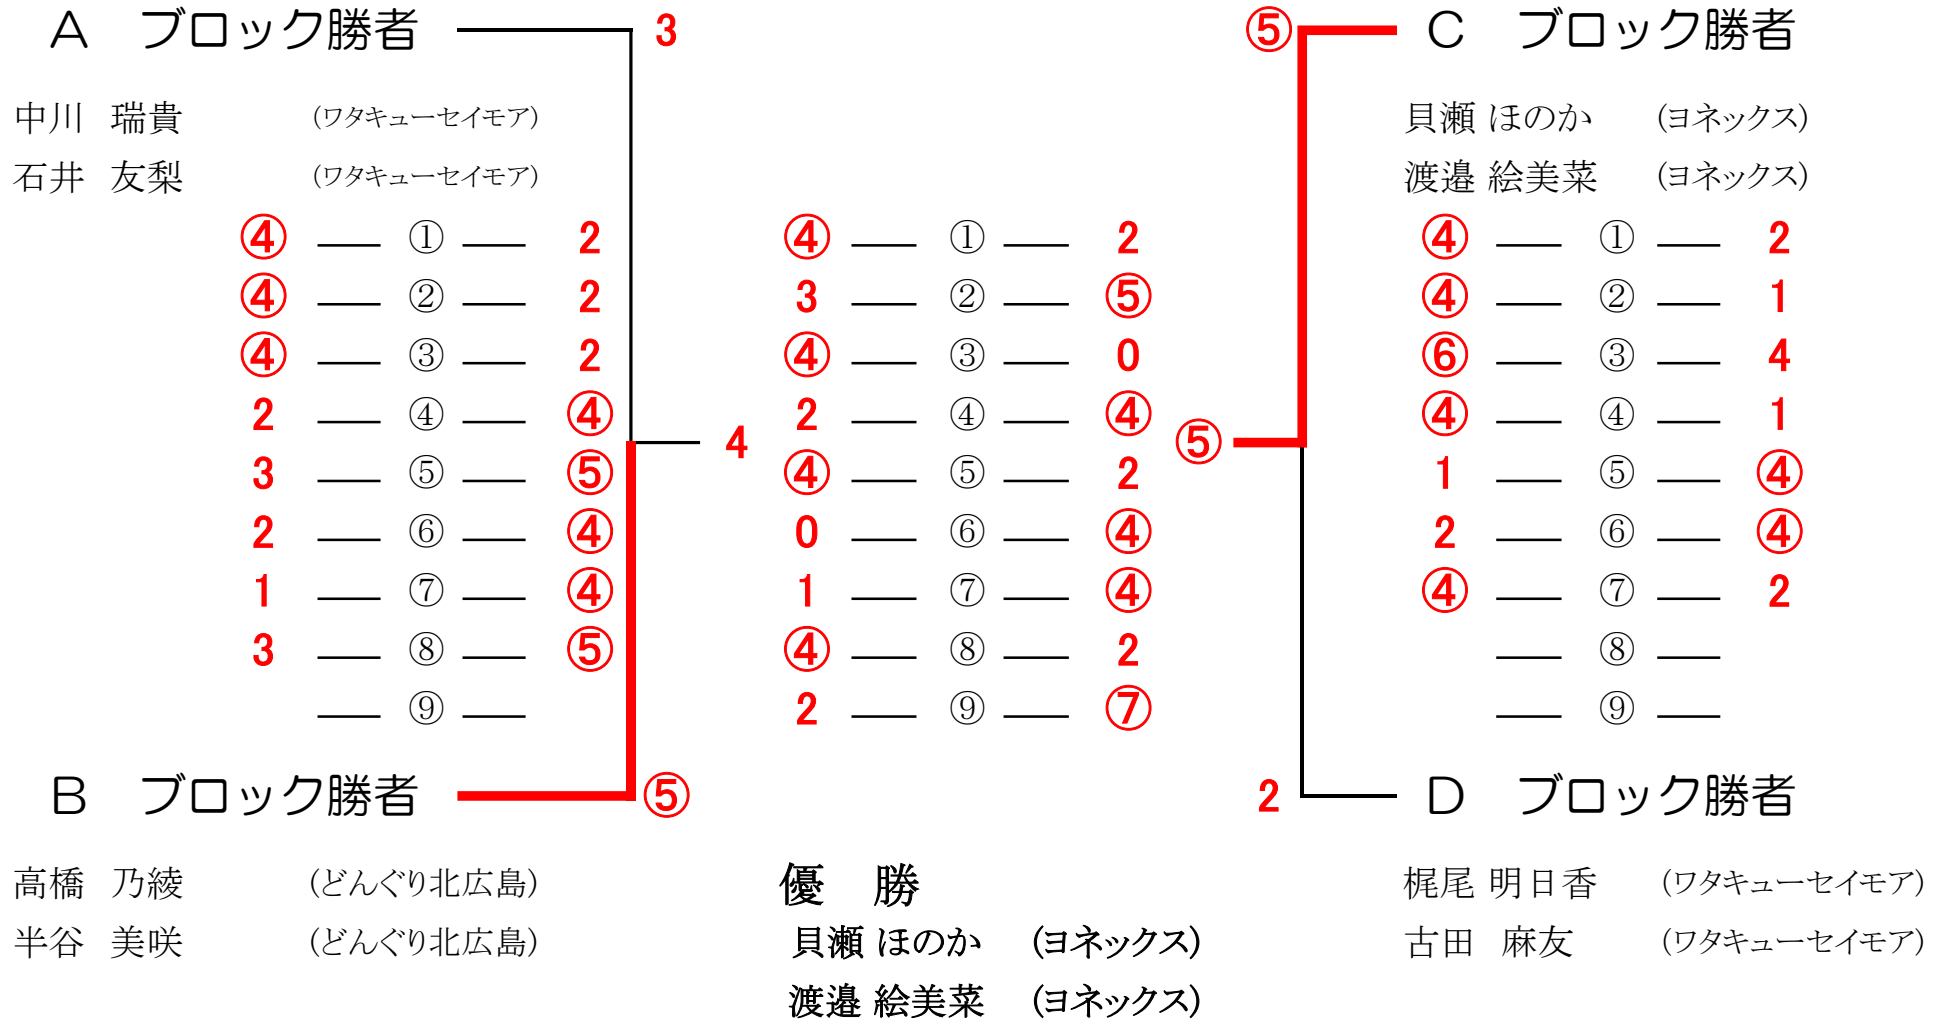 A ブロック勝者 3 ⑤ C ブロック勝者
中川 瑞貴 (ワタキューセイモア) 貝瀬 ほのか (ヨネックス)
石井 友梨 (ワタキューセイモア) 渡邉 絵美菜 (ヨネックス)
④ ① 2 ④ ① 2 ④ ① 2
④ ② 2 3 ② ⑤ ④ ② 1
④ ③ 2 ④ ③ 0 ⑥ ③ 4
2 ④ ④ 2 ④ ④ ④ ④ 1
4 ⑤
3 ⑤ ⑤ ④ ⑤ 2 1 ⑤ ④
2 ⑥ ④ 0 ⑥ ④ 2 ⑥ ④
1 ⑦ ④ 1 ⑦ ④ ④ ⑦ 2
3 ⑧ ⑤ ④ ⑧ 2 ⑧
⑨ 2 ⑨ ⑦ ⑨
B ブロック勝者 ⑤ 2 D ブロック勝者
高橋 乃綾 (どんぐり北広島) 優 勝 梶尾 明日香 (ワタキューセイモア)
半谷 美咲 (どんぐり北広島) 貝瀬 ほのか (ヨネックス) 古田 麻友 (ワタキューセイモア)
渡邉 絵美菜 (ヨネックス)